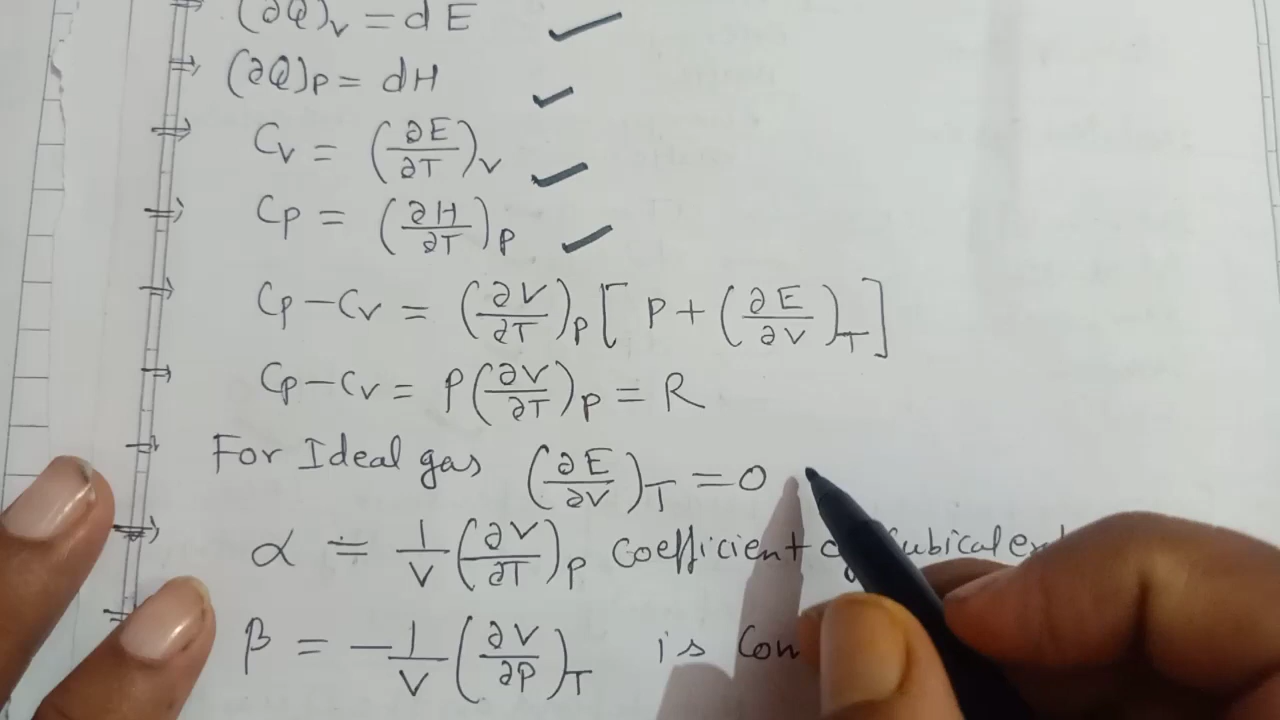 ⇒ (∂Q)v = dE ✓
⇒ (∂Q)P = dH ✓
⇒ Cv = (∂E/∂T)v ✓
⇒ Cp = (∂H/∂T)P ✓
⇒ Cp-Cv = (∂V/∂T)P [P + (∂E/∂V)T]
⇒ Cp-Cv = P(∂V/∂T)P = R
⇒ For Ideal gas (∂E/∂V)T = 0
⇒ α = 1/V (∂V/∂T)P Coefficient
⇒ β = -1/V (∂V/∂P)T is